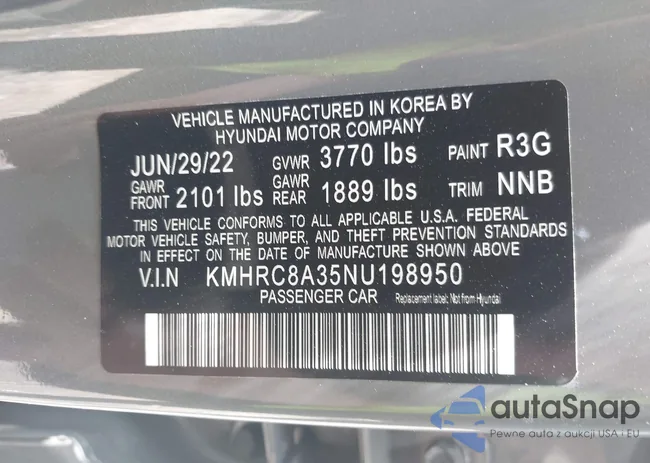 VEHICLE MANUFACTURED IN KOREA BY
HYUNDAI MOTOR COMPANY
JUN/29/22 GVWR 3770 lbs PAINT R3G
GAWR FRONT 2101 lbs GAWR REAR 1889 lbs TRIM NNB
THIS VEHICLE CONFORMS TO ALL APPLICABLE U.S.A. FEDERAL
MOTOR VEHICLE SAFETY, BUMPER, AND THEFT PREVENTION STANDARDS
IN EFFECT ON THE DATE OF MANUFACTURE SHOWN ABOVE
V.I.N KMHRC8A35NU198950
PASSENGER CAR Replacement label; Not from Hyundai
autaSnap
Pewne auta z aukcji USA i EU